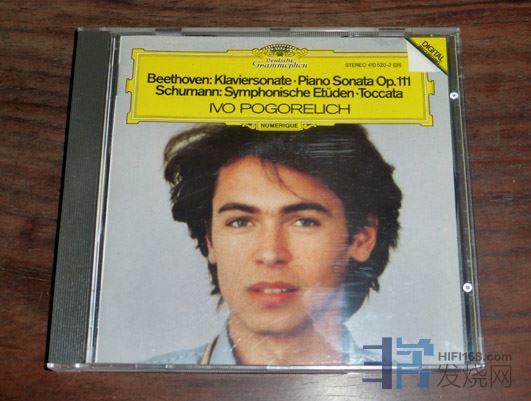 Deutsche
Grammophon
STEREO 410 520-2 GH
DIGITAL
Beethoven: Klaviersonate · Piano Sonata Op.111
Schumann: Symphonische Etüden · Toccata
IVO POGORELICH
NUMERIQUE
HIFI168.com
发烧网